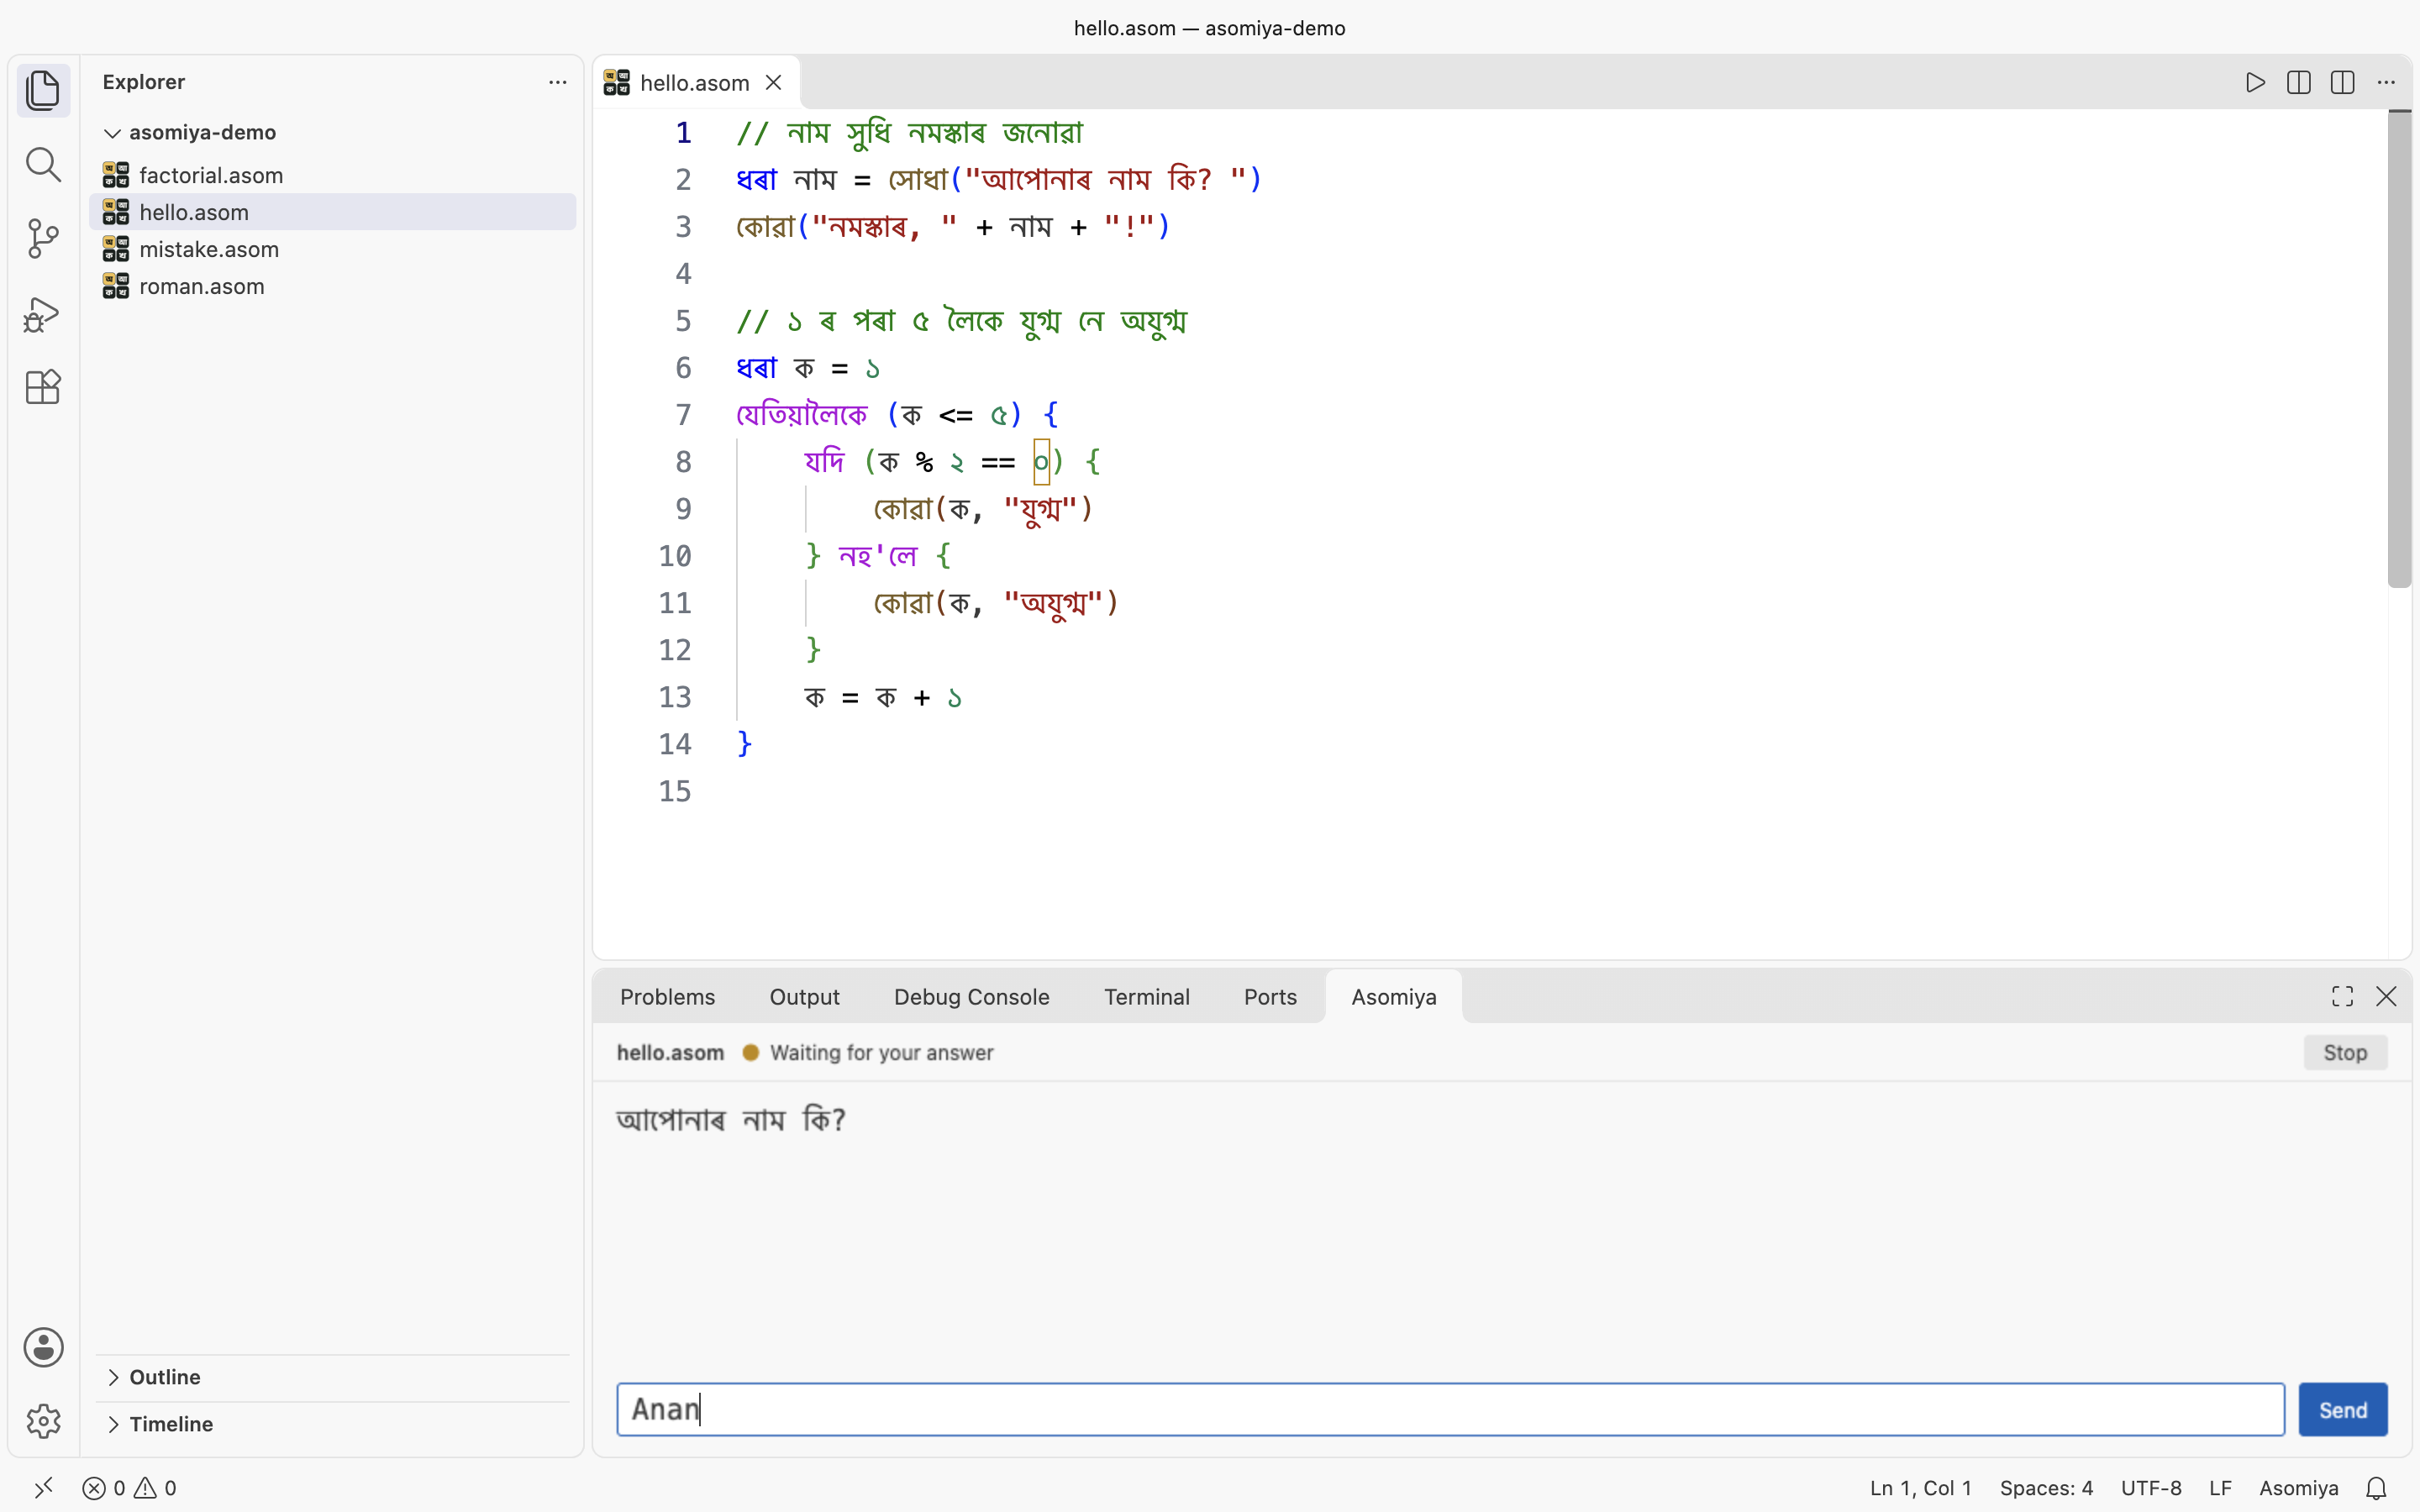 hello.asom — asomiya-demo
Explorer
asomiya-demo
factorial.asom
hello.asom
mistake.asom
roman.asom
Outline
Timeline
hello.asom
1 // নাম সুধি নমস্কাৰ জনোৱা
2 ধৰা নাম = সোধা("আপোনাৰ নাম কি? ")
3 কোৱা("নমস্কাৰ, " + নাম + "!")
4
5 // ১ ৰ পৰা ৫ লৈকে যুগ্ম নে অযুগ্ম
6 ধৰা ক = ১
7 যেতিয়ালৈকে (ক <= ৫) {
8 যদি (ক % ২ == ০) {
9 কোৱা(ক, "যুগ্ম")
10 } নহ'লে {
11 কোৱা(ক, "অযুগ্ম")
12 }
13 ক = ক + ১
14 }
15
Problems Output Debug Console Terminal Ports Asomiya
hello.asom Waiting for your answer Stop
আপোনাৰ নাম কি?
Anan Send
0 0 Ln 1, Col 1 Spaces: 4 UTF-8 LF Asomiya